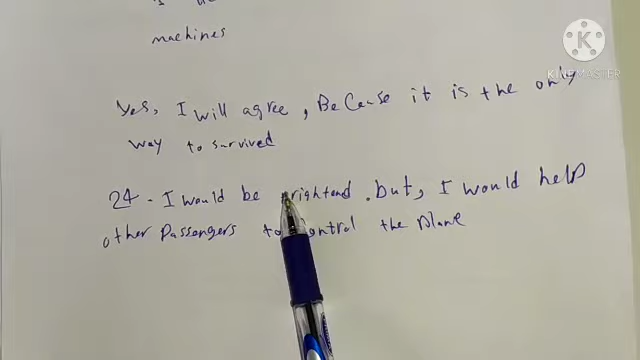 machines
KINEMASTER
Yes, I will agree, BeCause it is the only
way to survived
24 - I would be frightend. but, I would help
other Passengers to Control the plane